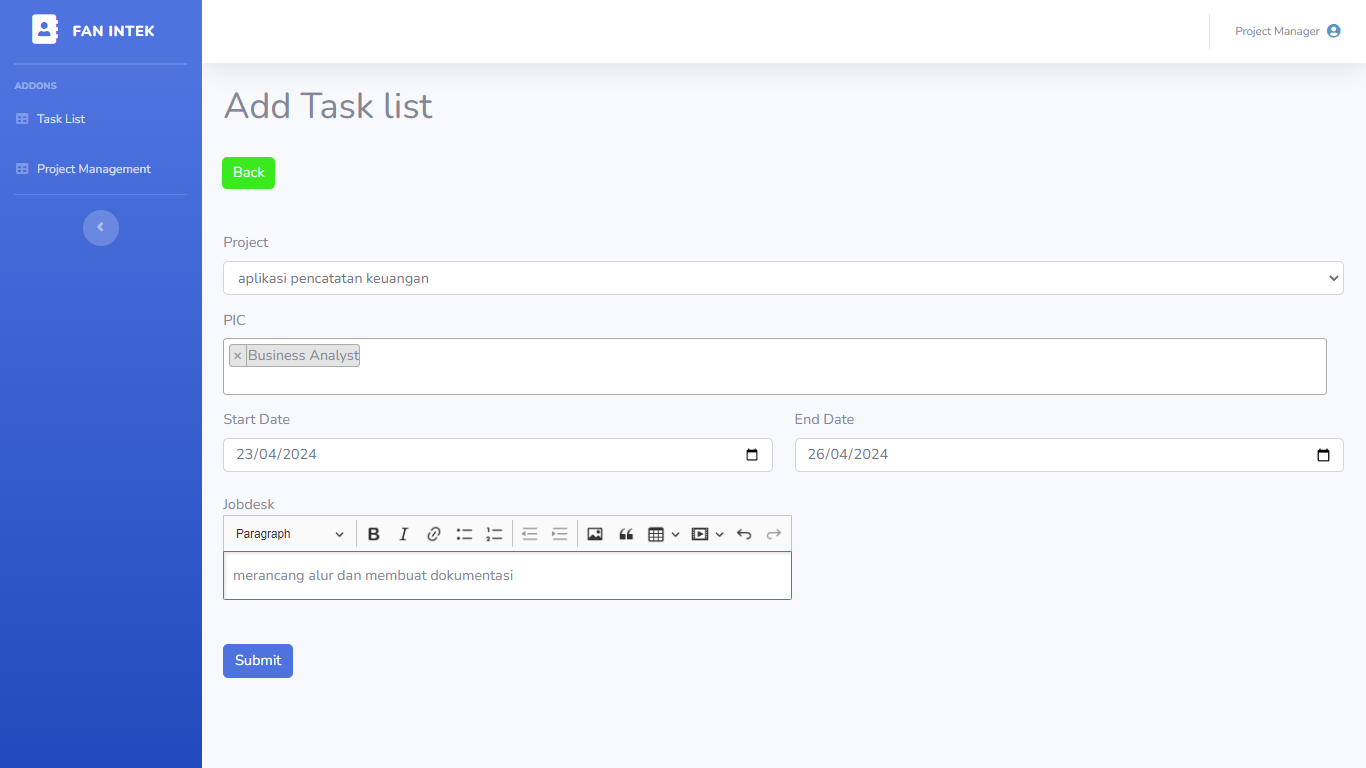 FAN INTEK
Project Manager
ADDONS
Task List
Project Management
Add Task list
Back
Project
aplikasi pencatatan keuangan
PIC
× Business Analyst
Start Date
End Date
23/04/2024
26/04/2024
Jobdesk
Paragraph
merancang alur dan membuat dokumentasi
Submit